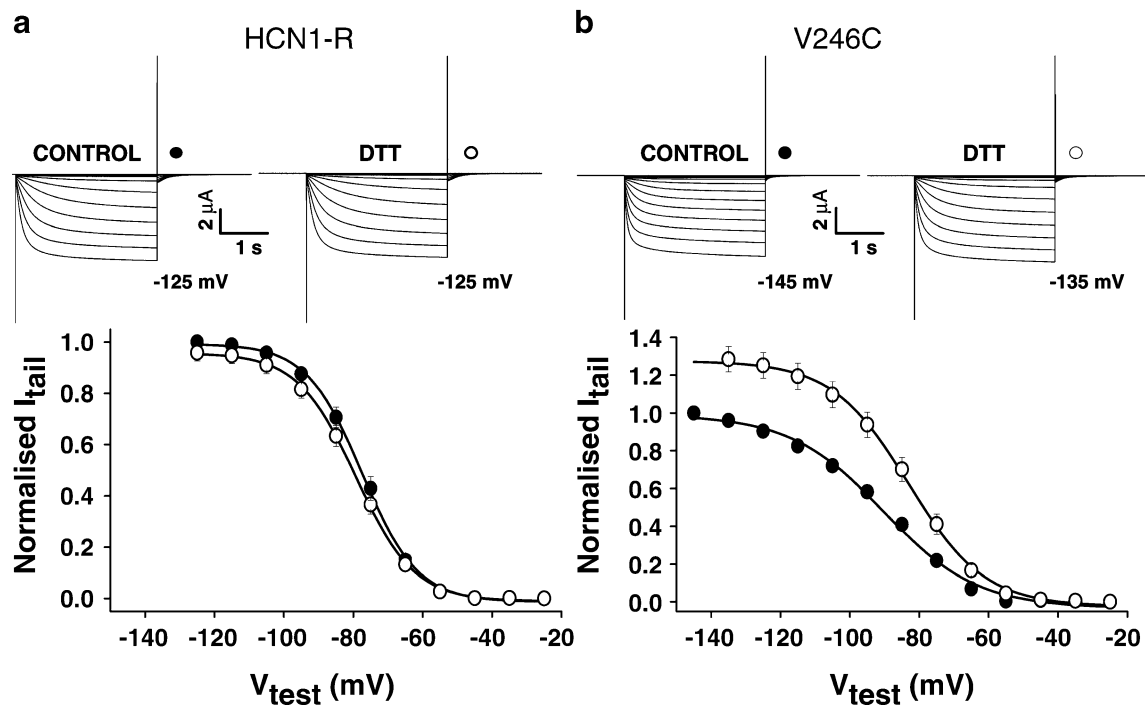 a
HCN1-R
CONTROL
DTT
2 µA
1 s
-125 mV
-125 mV
Normalised I_tail
1.0
0.8
0.6
0.4
0.2
0.0
-140 -120 -100 -80 -60 -40 -20
V_test (mV)
b
V246C
CONTROL
DTT
2 µA
1 s
-145 mV
-135 mV
Normalised I_tail
1.4
1.2
1.0
0.8
0.6
0.4
0.2
0.0
-140 -120 -100 -80 -60 -40 -20
V_test (mV)